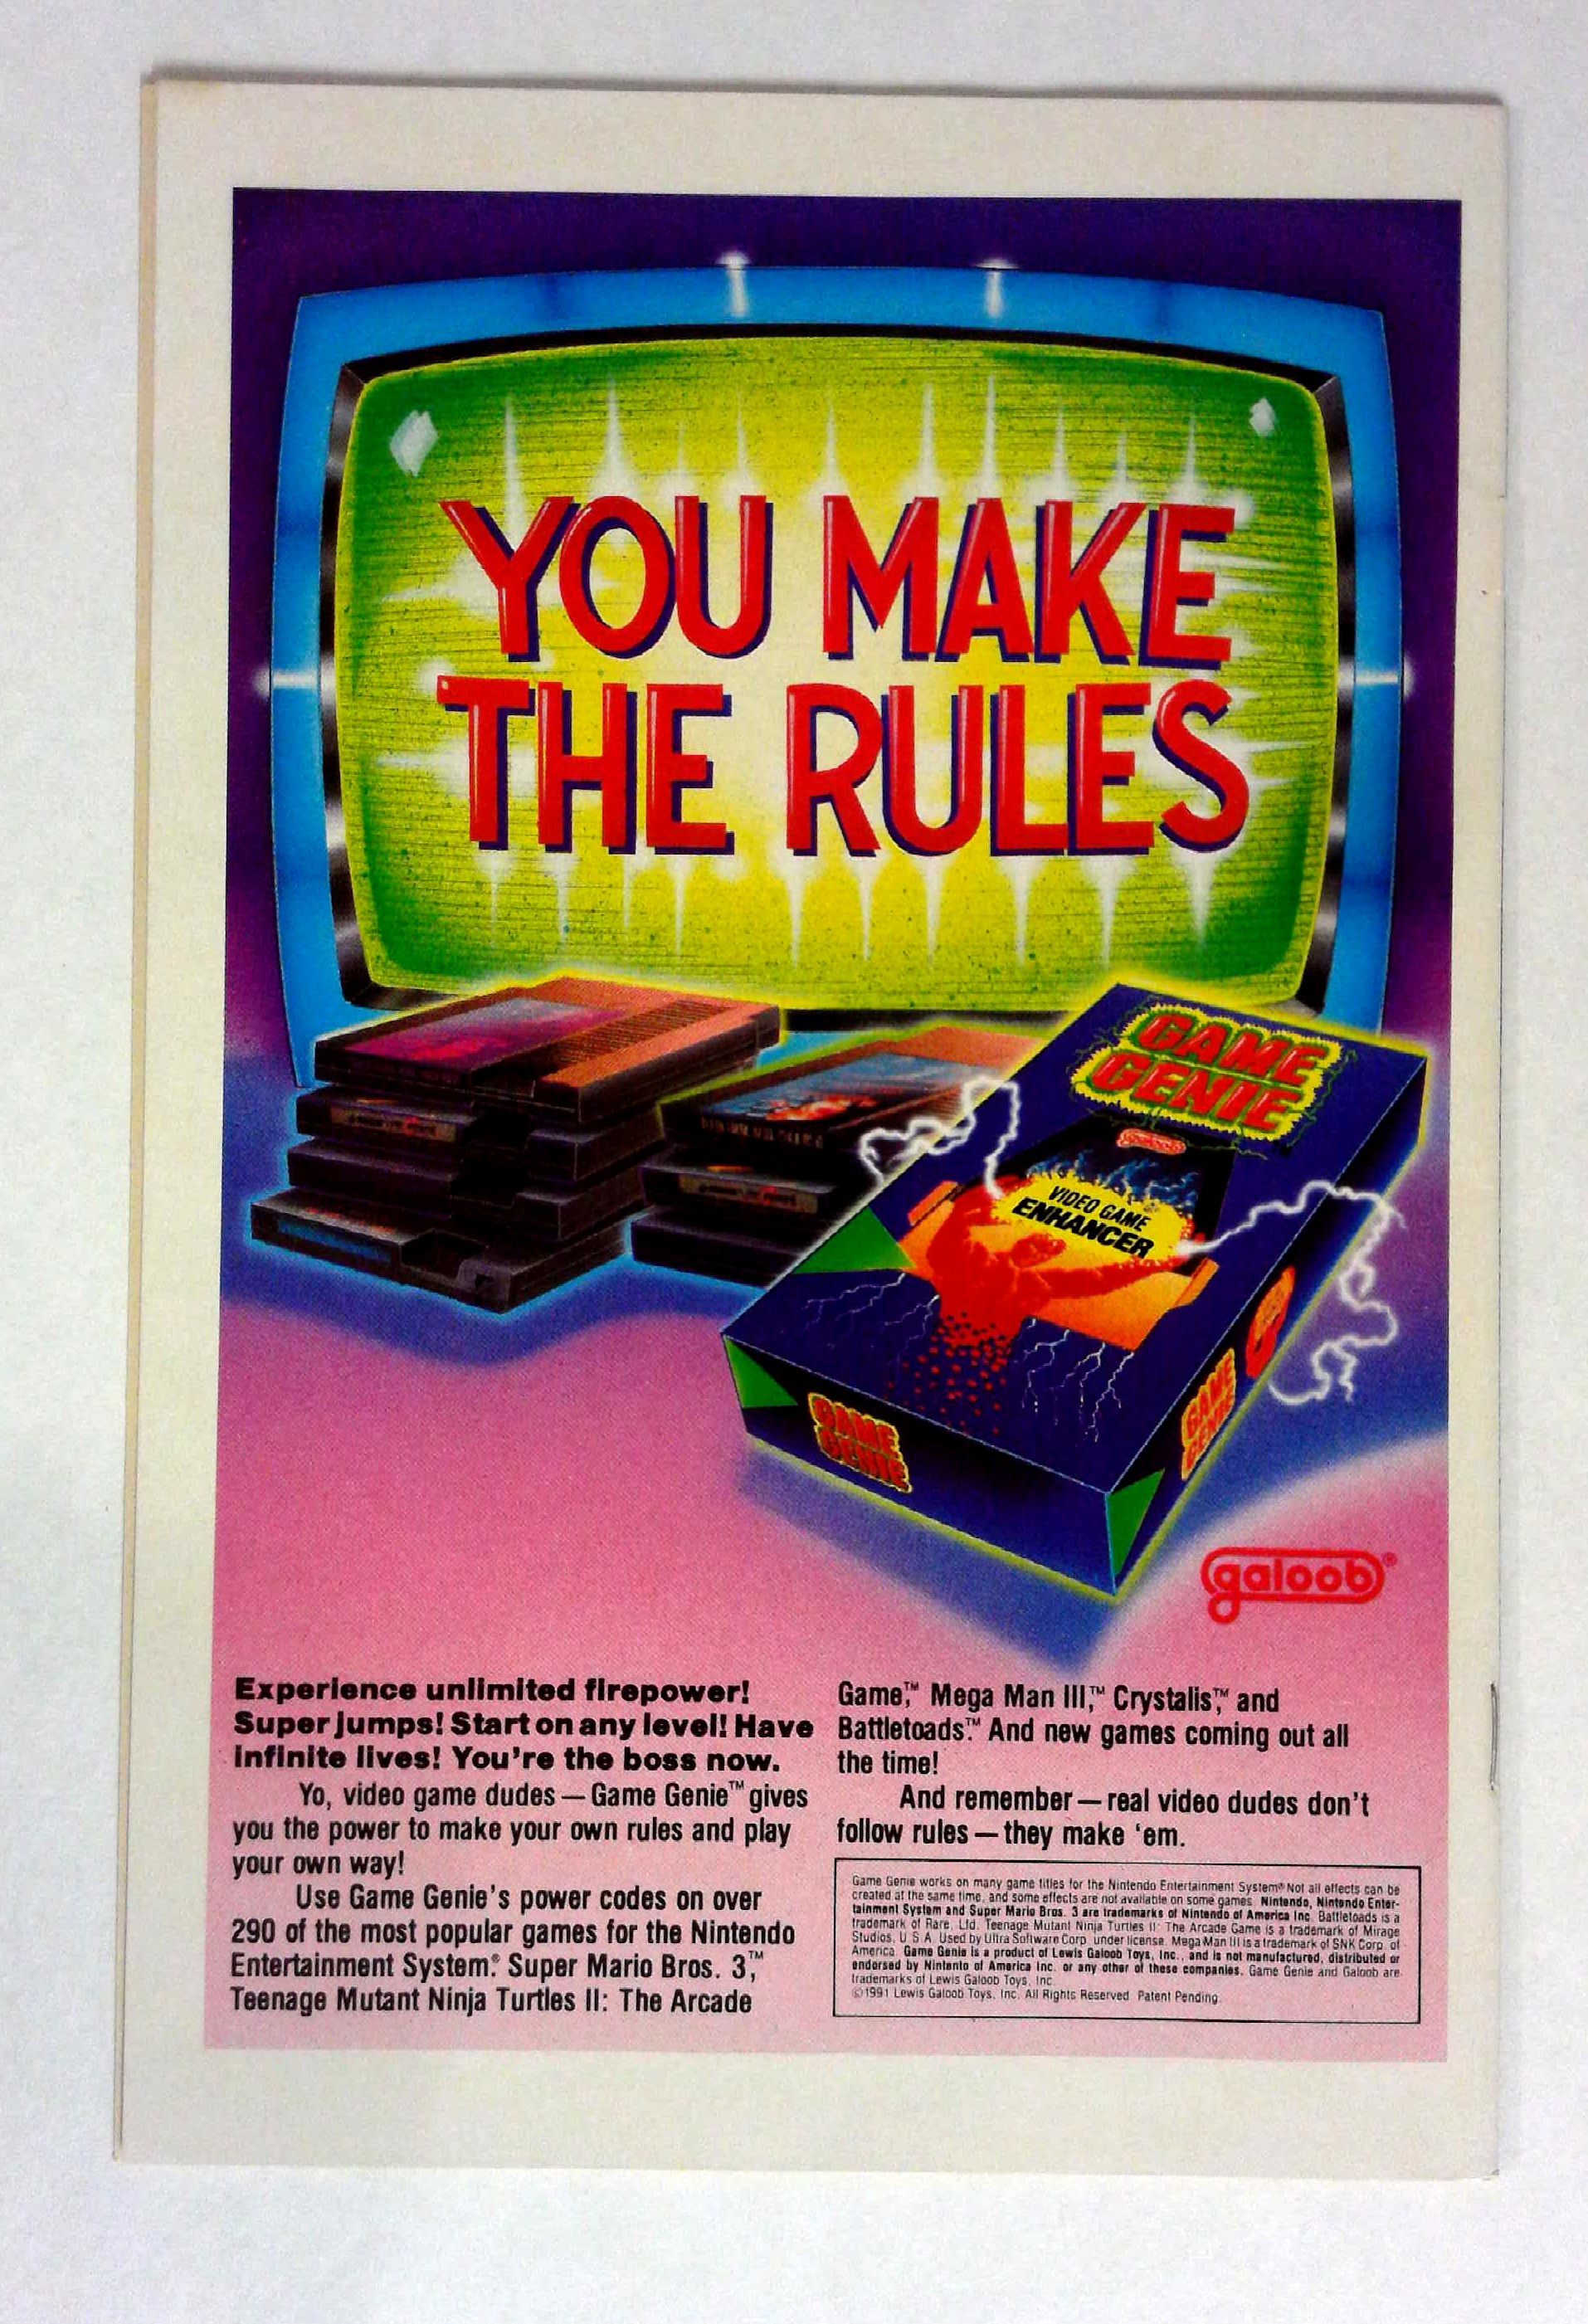 YOU MAKE
THE RULES
GAME
GENIE
galoob
VIDEO GAME
ENHANCER
GAME
GENIE
GAME
GENIE
galoob®
Experience unlimited firepower!
Super jumps! Start on any level! Have
infinite lives! You're the boss now.
Yo, video game dudes — Game Genie™ gives
you the power to make your own rules and play
your own way!
Use Game Genie's power codes on over
290 of the most popular games for the Nintendo
Entertainment System.® Super Mario Bros. 3,™
Teenage Mutant Ninja Turtles II: The Arcade
Game,™ Mega Man III,™ Crystalis,™ and
Battletoads.™ And new games coming out all
the time!
And remember — real video dudes don't
follow rules — they make 'em.
Game Genie works on many game titles for the Nintendo Entertainment System® Not all effects can be
created at the same time, and some effects are not available on some games. Nintendo, Nintendo Enter-
tainment System and Super Mario Bros. 3 are trademarks of Nintendo of America Inc. Battletoads is a
trademark of Rare, Ltd. Teenage Mutant Ninja Turtles II: The Arcade Game is a trademark of Mirage
Studios, U.S.A. Used by Ultra Software Corp. under license. Mega Man III is a trademark of SNK Corp. of
America. Game Genie is a product of Lewis Galoob Toys, Inc., and is not manufactured, distributed or
endorsed by Nintento of America Inc. or any other of these companies. Game Genie and Galoob are
trademarks of Lewis Galoob Toys, Inc.
©1991 Lewis Galoob Toys, Inc. All Rights Reserved. Patent Pending.